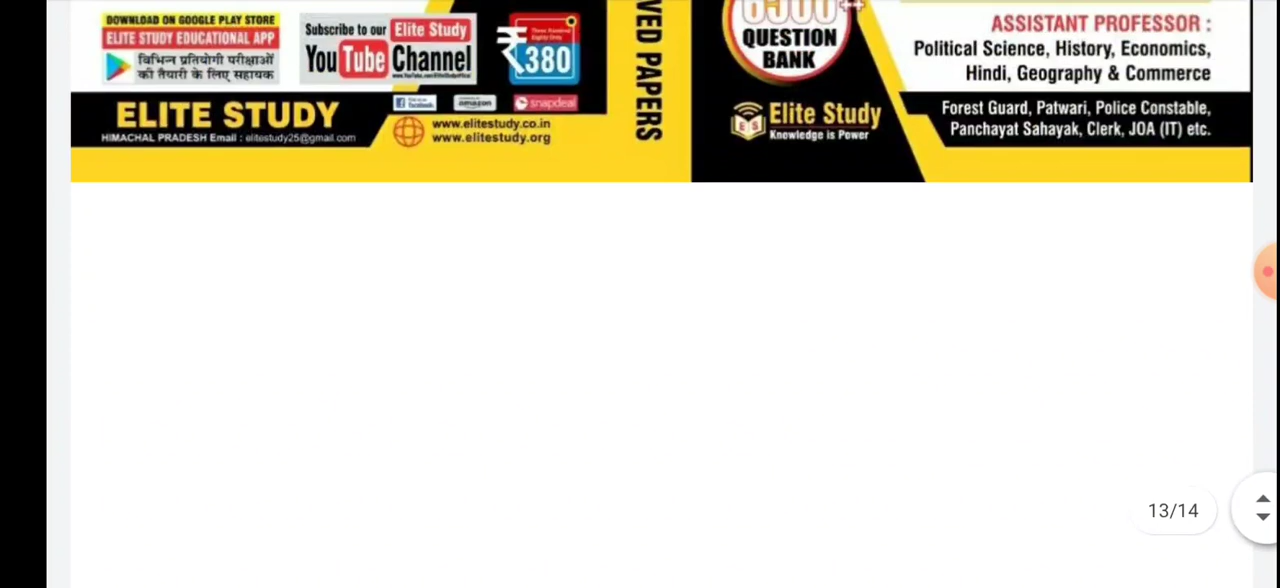 DOWNLOAD ON GOOGLE PLAY STORE
ELITE STUDY EDUCATIONAL APP
विभिन्न प्रतियोगी परीक्षाओं
की तैयारी के लिए सहायक
Subscribe to our Elite Study
YouTube Channel
₹380
ELITE STUDY
HIMACHAL PRADESH Email : elitestudy25@gmail.com
facebook
amazon
snapdeal
www.elitestudy.co.in
www.elitestudy.org
VED PAPERS
6500++
QUESTION
BANK
ES
Elite Study
Knowledge is Power
ASSISTANT PROFESSOR :
Political Science, History, Economics,
Hindi, Geography & Commerce
Forest Guard, Patwari, Police Constable,
Panchayat Sahayak, Clerk, JOA (IT) etc.
13/14